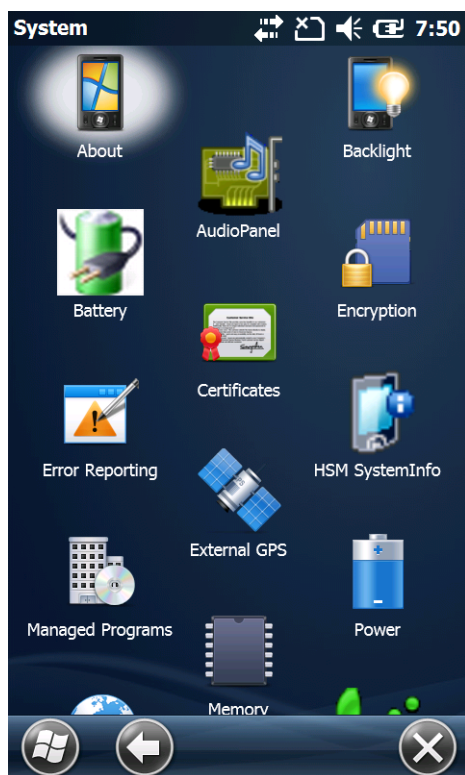 System 7:50
About
Backlight
AudioPanel
Battery
Encryption
Certificates
Error Reporting
HSM SystemInfo
External GPS
Managed Programs
Power
Memory